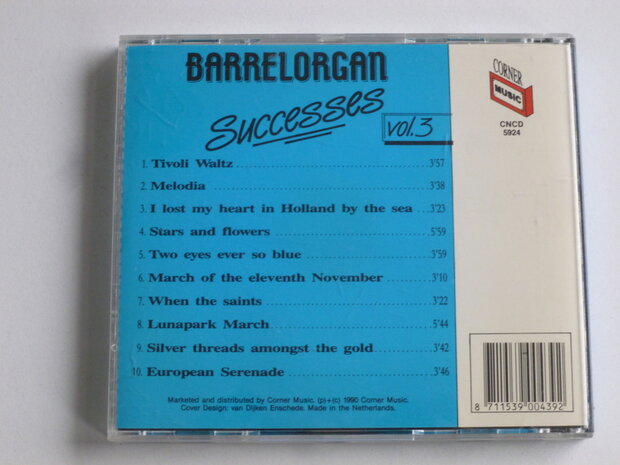 BARRELORGAN
Successes
vol.3
CORNER
MUSIC
CNCD
5924
1. Tivoli Waltz 3'57
2. Melodia 3'38
3. I lost my heart in Holland by the sea 3'23
4. Stars and flowers 5'59
5. Two eyes ever so blue 3'59
6. March of the eleventh November 3'10
7. When the saints 3'22
8. Lunapark March 5'44
9. Silver threads amongst the gold 3'42
10. European Serenade 3'46
Marketed and distributed by Corner Music. (p)+(c) 1990 Corner Music.
Cover Design: van Dijken Enschede. Made in the Netherlands.
8 711539 004392